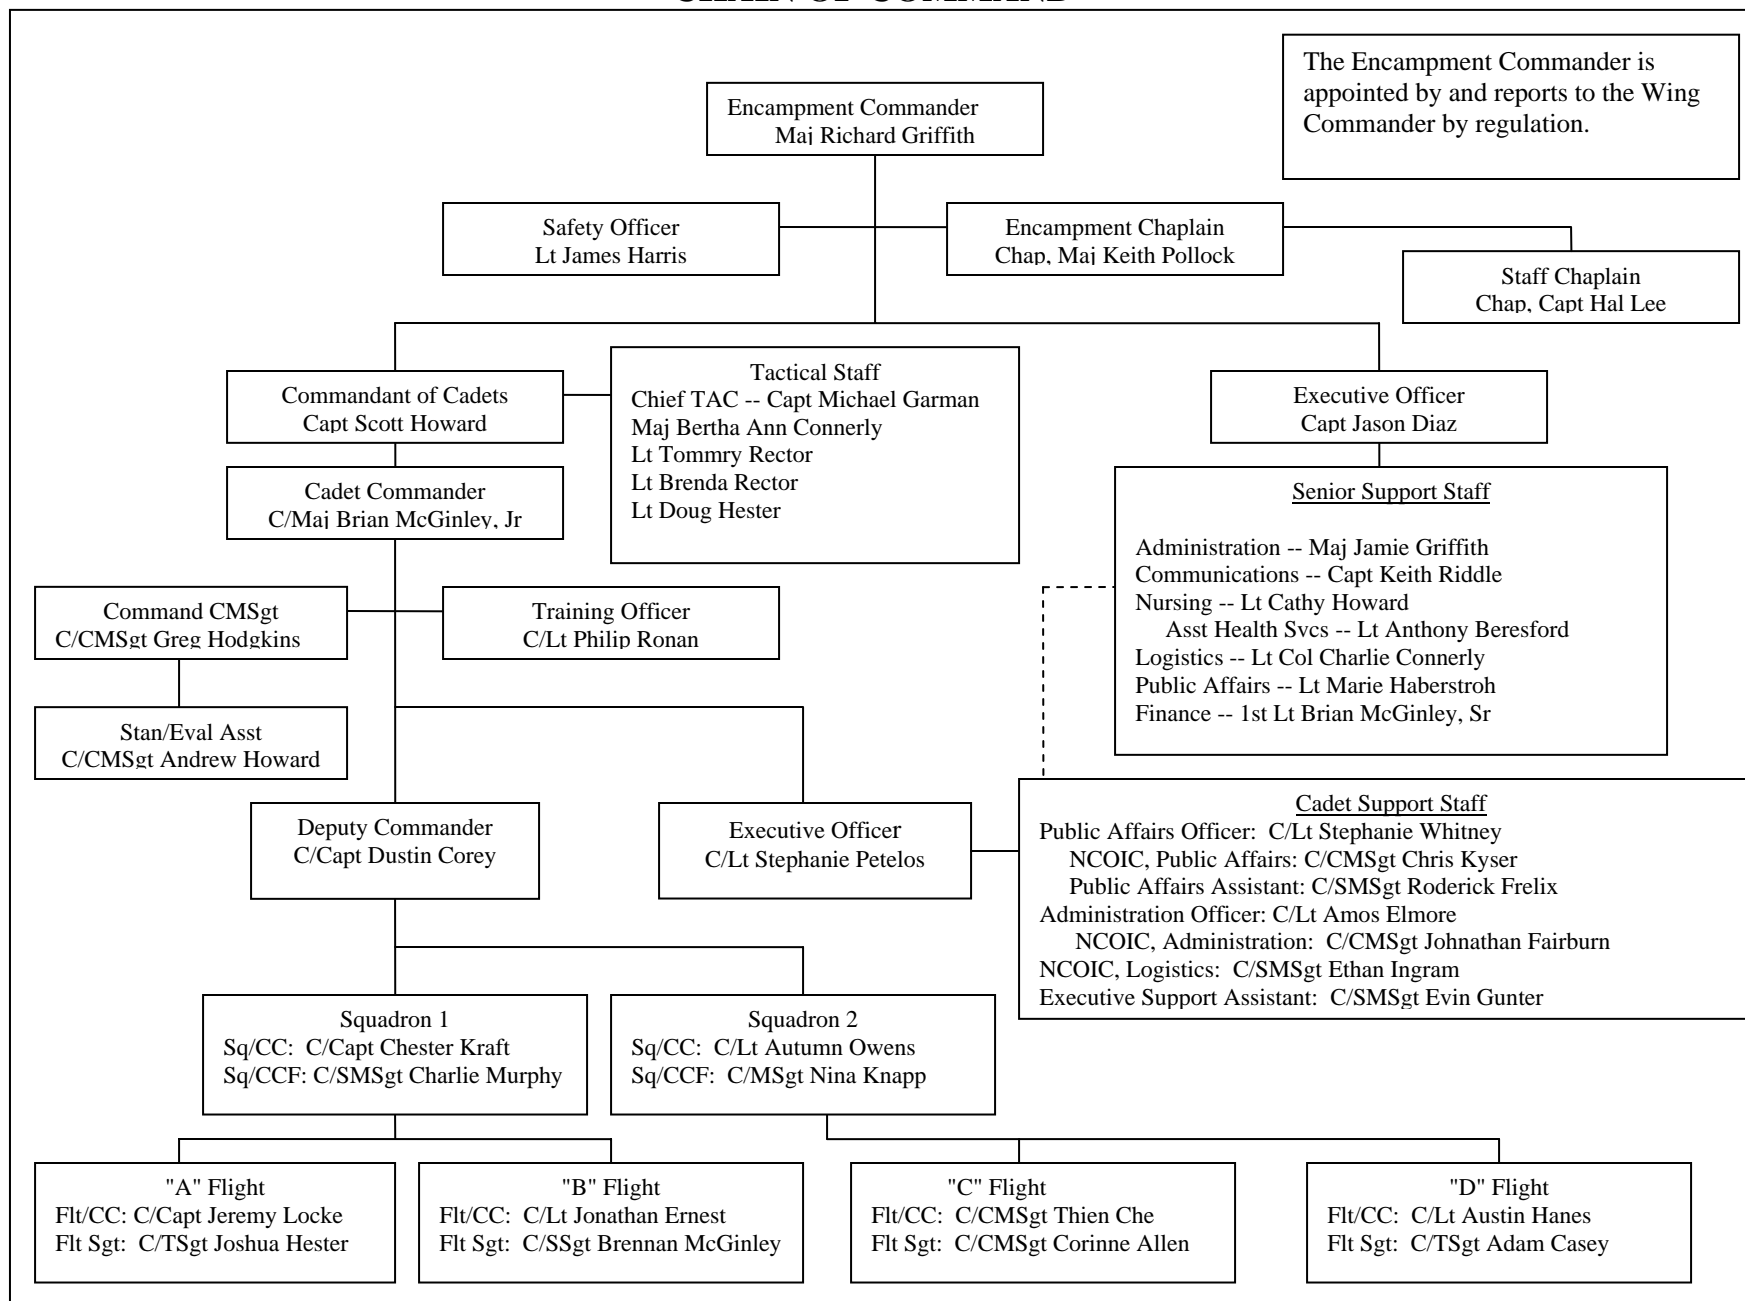 CHAIN OF COMMAND
The Encampment Commander is
appointed by and reports to the Wing
Commander by regulation.
Encampment Commander
Maj Richard Griffith
Safety Officer
Lt James Harris
Encampment Chaplain
Chap, Maj Keith Pollock
Staff Chaplain
Chap, Capt Hal Lee
Commandant of Cadets
Capt Scott Howard
Tactical Staff
Chief TAC -- Capt Michael Garman
Maj Bertha Ann Connerly
Lt Tommry Rector
Lt Brenda Rector
Lt Doug Hester
Executive Officer
Capt Jason Diaz
Cadet Commander
C/Maj Brian McGinley, Jr
Senior Support Staff
Administration -- Maj Jamie Griffith
Communications -- Capt Keith Riddle
Nursing -- Lt Cathy Howard
Asst Health Svcs -- Lt Anthony Beresford
Logistics -- Lt Col Charlie Connerly
Public Affairs -- Lt Marie Haberstroh
Finance -- 1st Lt Brian McGinley, Sr
Command CMSgt
C/CMSgt Greg Hodgkins
Training Officer
C/Lt Philip Ronan
Stan/Eval Asst
C/CMSgt Andrew Howard
Deputy Commander
C/Capt Dustin Corey
Executive Officer
C/Lt Stephanie Petelos
Cadet Support Staff
Public Affairs Officer: C/Lt Stephanie Whitney
NCOIC, Public Affairs: C/CMSgt Chris Kyser
Public Affairs Assistant: C/SMSgt Roderick Frelix
Administration Officer: C/Lt Amos Elmore
NCOIC, Administration: C/CMSgt Johnathan Fairburn
NCOIC, Logistics: C/SMSgt Ethan Ingram
Executive Support Assistant: C/SMSgt Evin Gunter
Squadron 1
Sq/CC: C/Capt Chester Kraft
Sq/CCF: C/SMSgt Charlie Murphy
Squadron 2
Sq/CC: C/Lt Autumn Owens
Sq/CCF: C/MSgt Nina Knapp
"A" Flight
Flt/CC: C/Capt Jeremy Locke
Flt Sgt: C/TSgt Joshua Hester
"B" Flight
Flt/CC: C/Lt Jonathan Ernest
Flt Sgt: C/SSgt Brennan McGinley
"C" Flight
Flt/CC: C/CMSgt Thien Che
Flt Sgt: C/CMSgt Corinne Allen
"D" Flight
Flt/CC: C/Lt Austin Hanes
Flt Sgt: C/TSgt Adam Casey